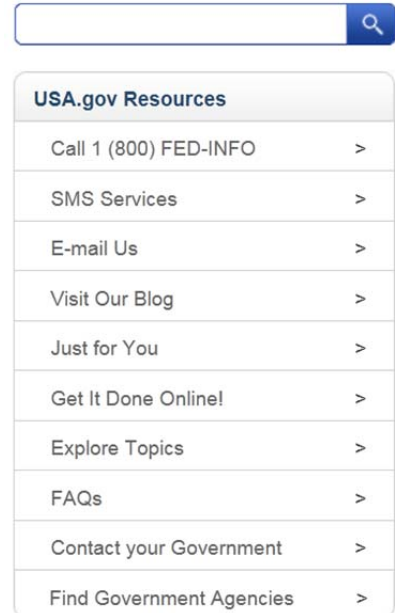 USA.gov Resources
Call 1 (800) FED-INFO >
SMS Services >
E-mail Us >
Visit Our Blog >
Just for You >
Get It Done Online! >
Explore Topics >
FAQs >
Contact your Government >
Find Government Agencies >